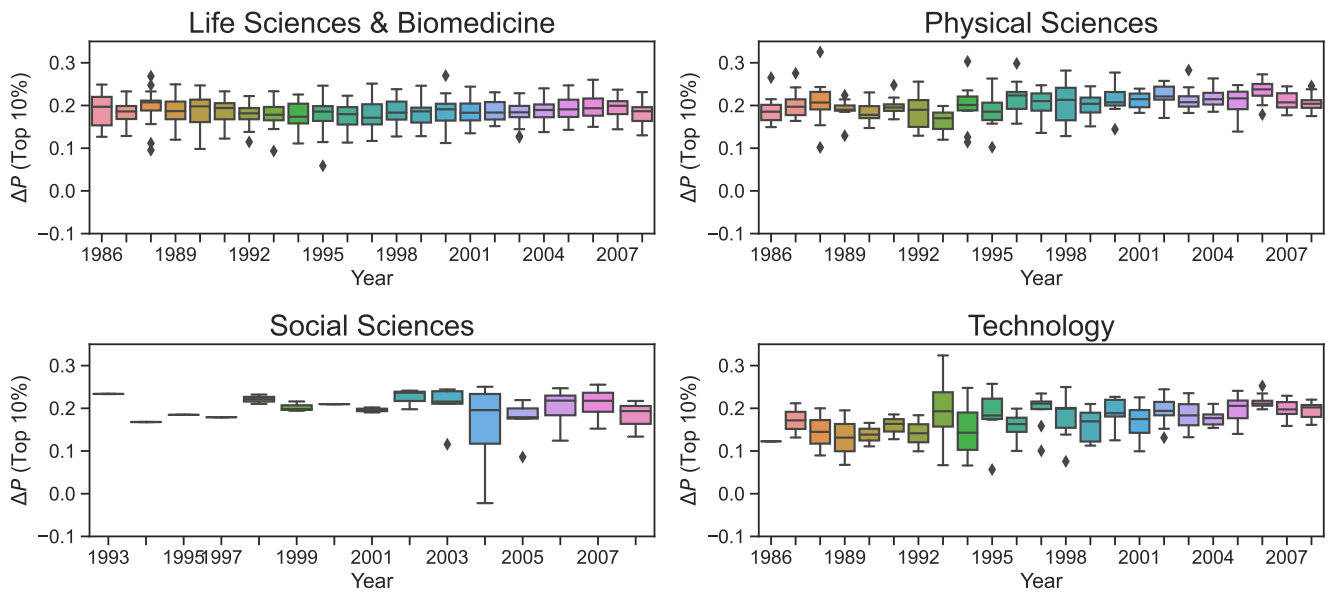 Life Sciences & Biomedicine
0.3
0.2
0.1
0.0
−0.1
ΔP (Top 10%)
1986 1989 1992 1995 1998 2001 2004 2007
Year
Physical Sciences
0.3
0.2
0.1
0.0
−0.1
ΔP (Top 10%)
1986 1989 1992 1995 1998 2001 2004 2007
Year
Social Sciences
0.3
0.2
0.1
0.0
−0.1
ΔP (Top 10%)
1993 1995 1997 1999 2001 2003 2005 2007
Year
Technology
0.3
0.2
0.1
0.0
−0.1
ΔP (Top 10%)
1986 1989 1992 1995 1998 2001 2004 2007
Year